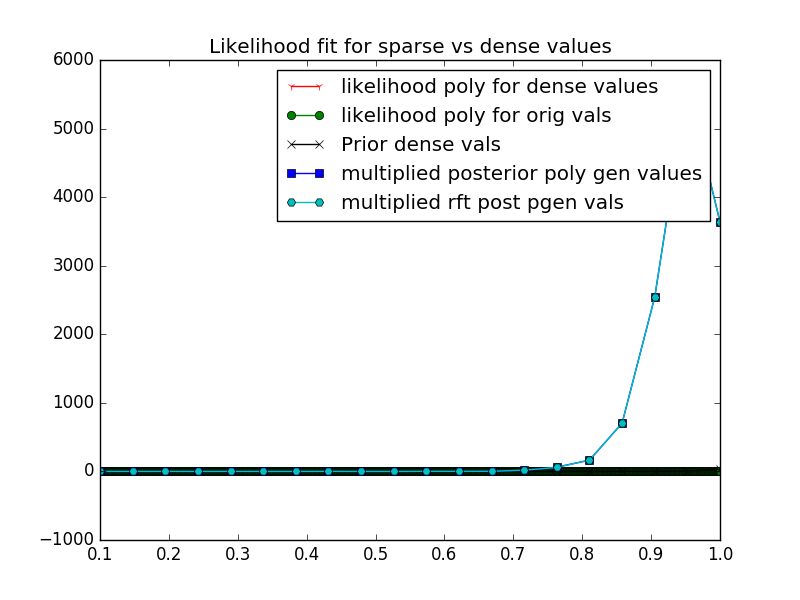 Likelihood fit for sparse vs dense values
6000
5000
4000
3000
2000
1000
0
−1000
likelihood poly for dense values
likelihood poly for orig vals
Prior dense vals
multiplied posterior poly gen values
multiplied rft post pgen vals
0.1 0.2 0.3 0.4 0.5 0.6 0.7 0.8 0.9 1.0